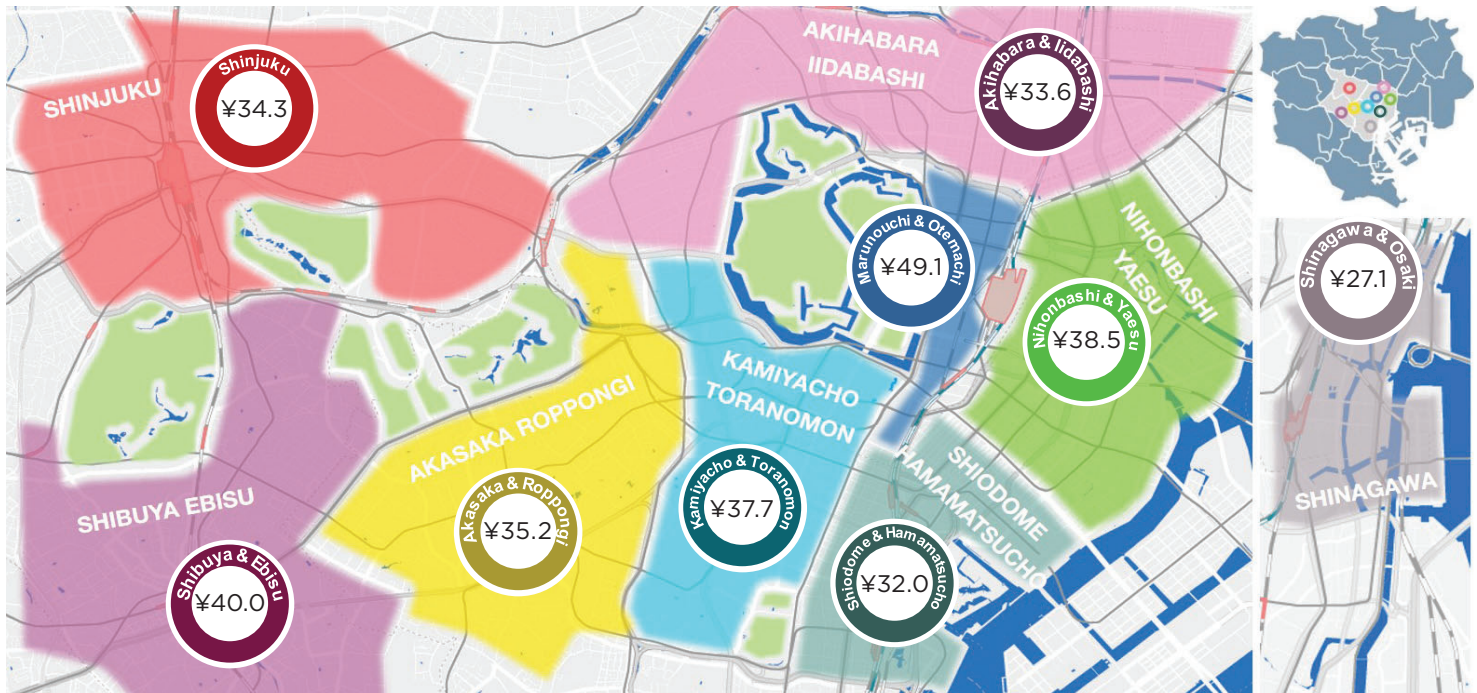 SHINJUKU
Shinjuku
¥34.3
AKIHABARA
IIDABASHI
Akihabara & Iidabashi
¥33.6
Marunouchi & Otemachi
¥49.1
NIHONBASHI
YAESU
Nihonbashi & Yaesu
¥38.5
SHIBUYA EBISU
Shibuya & Ebisu
¥40.0
AKASAKA ROPPONGI
Akasaka & Roppongi
¥35.2
KAMIYACHO
TORANOMON
Kamiyacho & Toranomon
¥37.7
SHIODOME
HAMAMATSUCHO
Shiodome & Hamamatsucho
¥32.0
Shinagawa & Osaki
¥27.1
SHINAGAWA